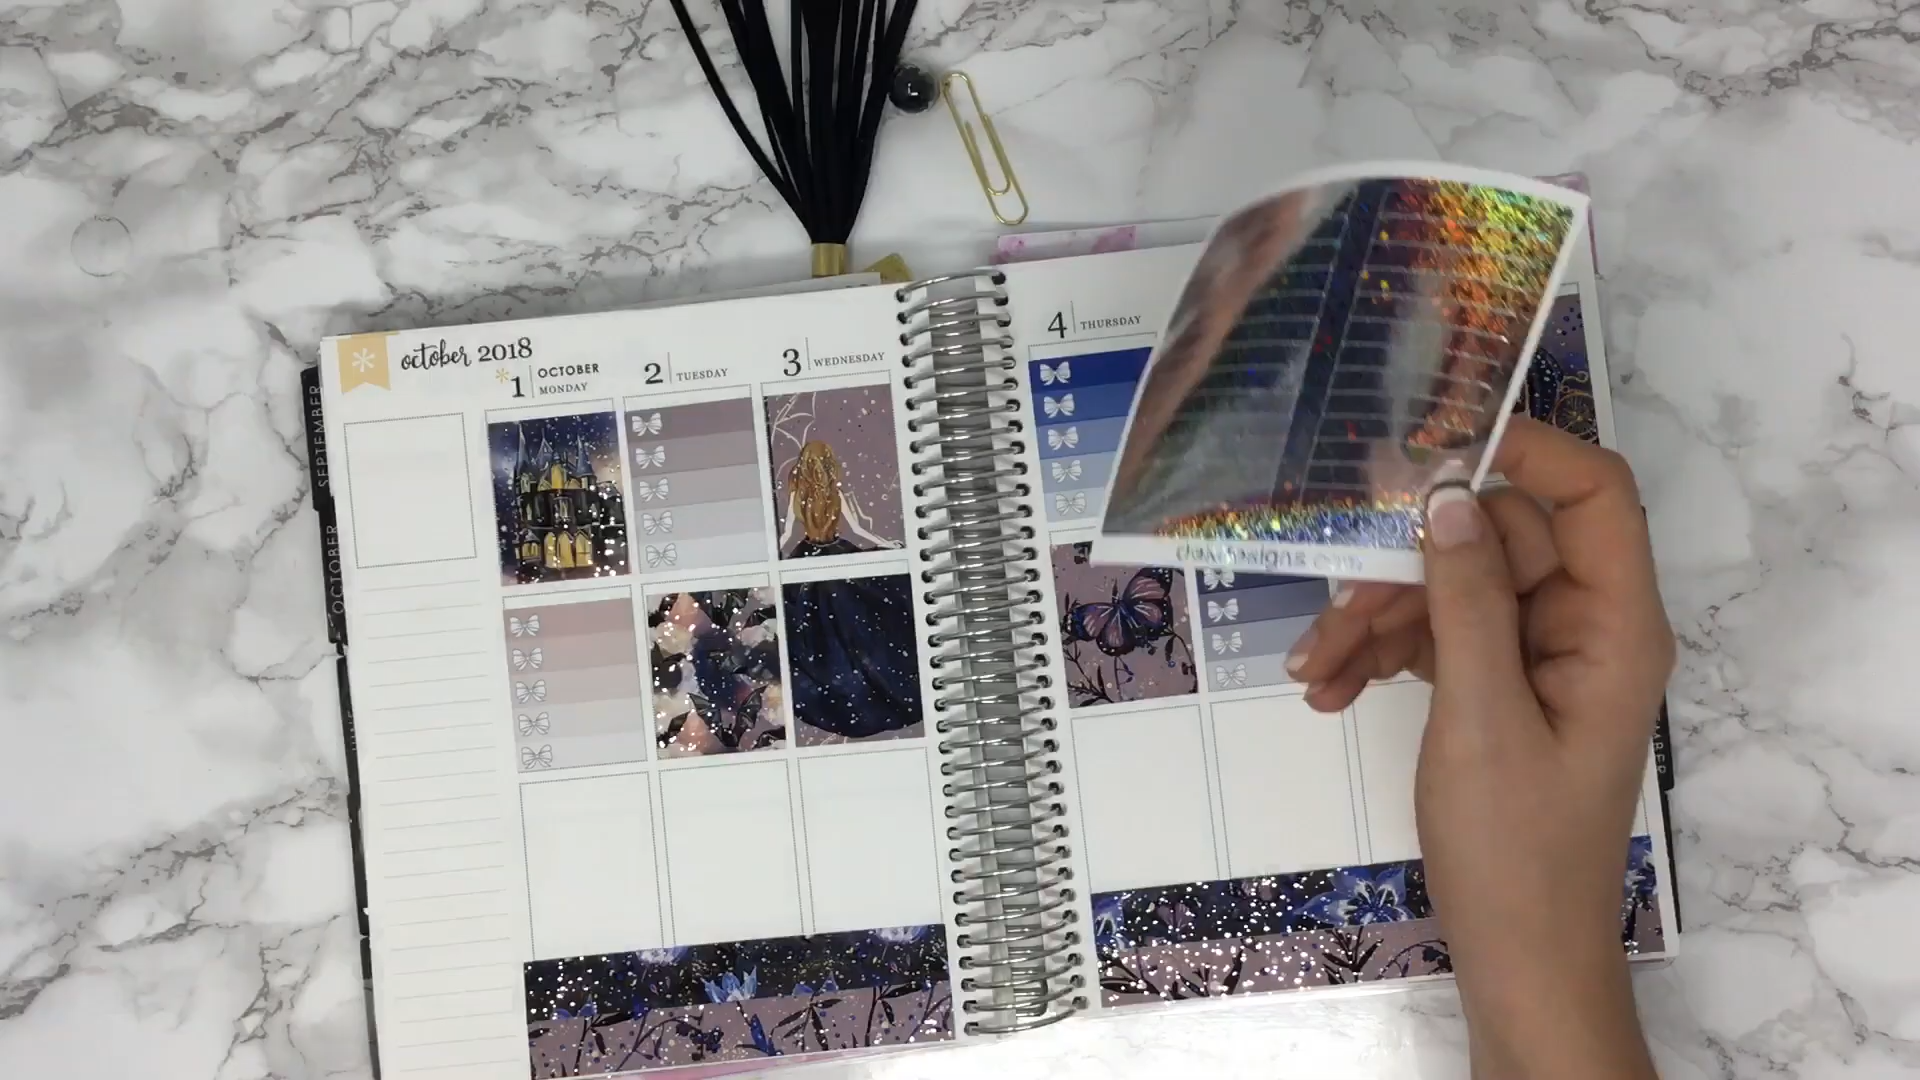 october 2018
1 OCTOBER
MONDAY
2 TUESDAY
3 WEDNESDAY
4 THURSDAY
SEPTEMBER
OCTOBER